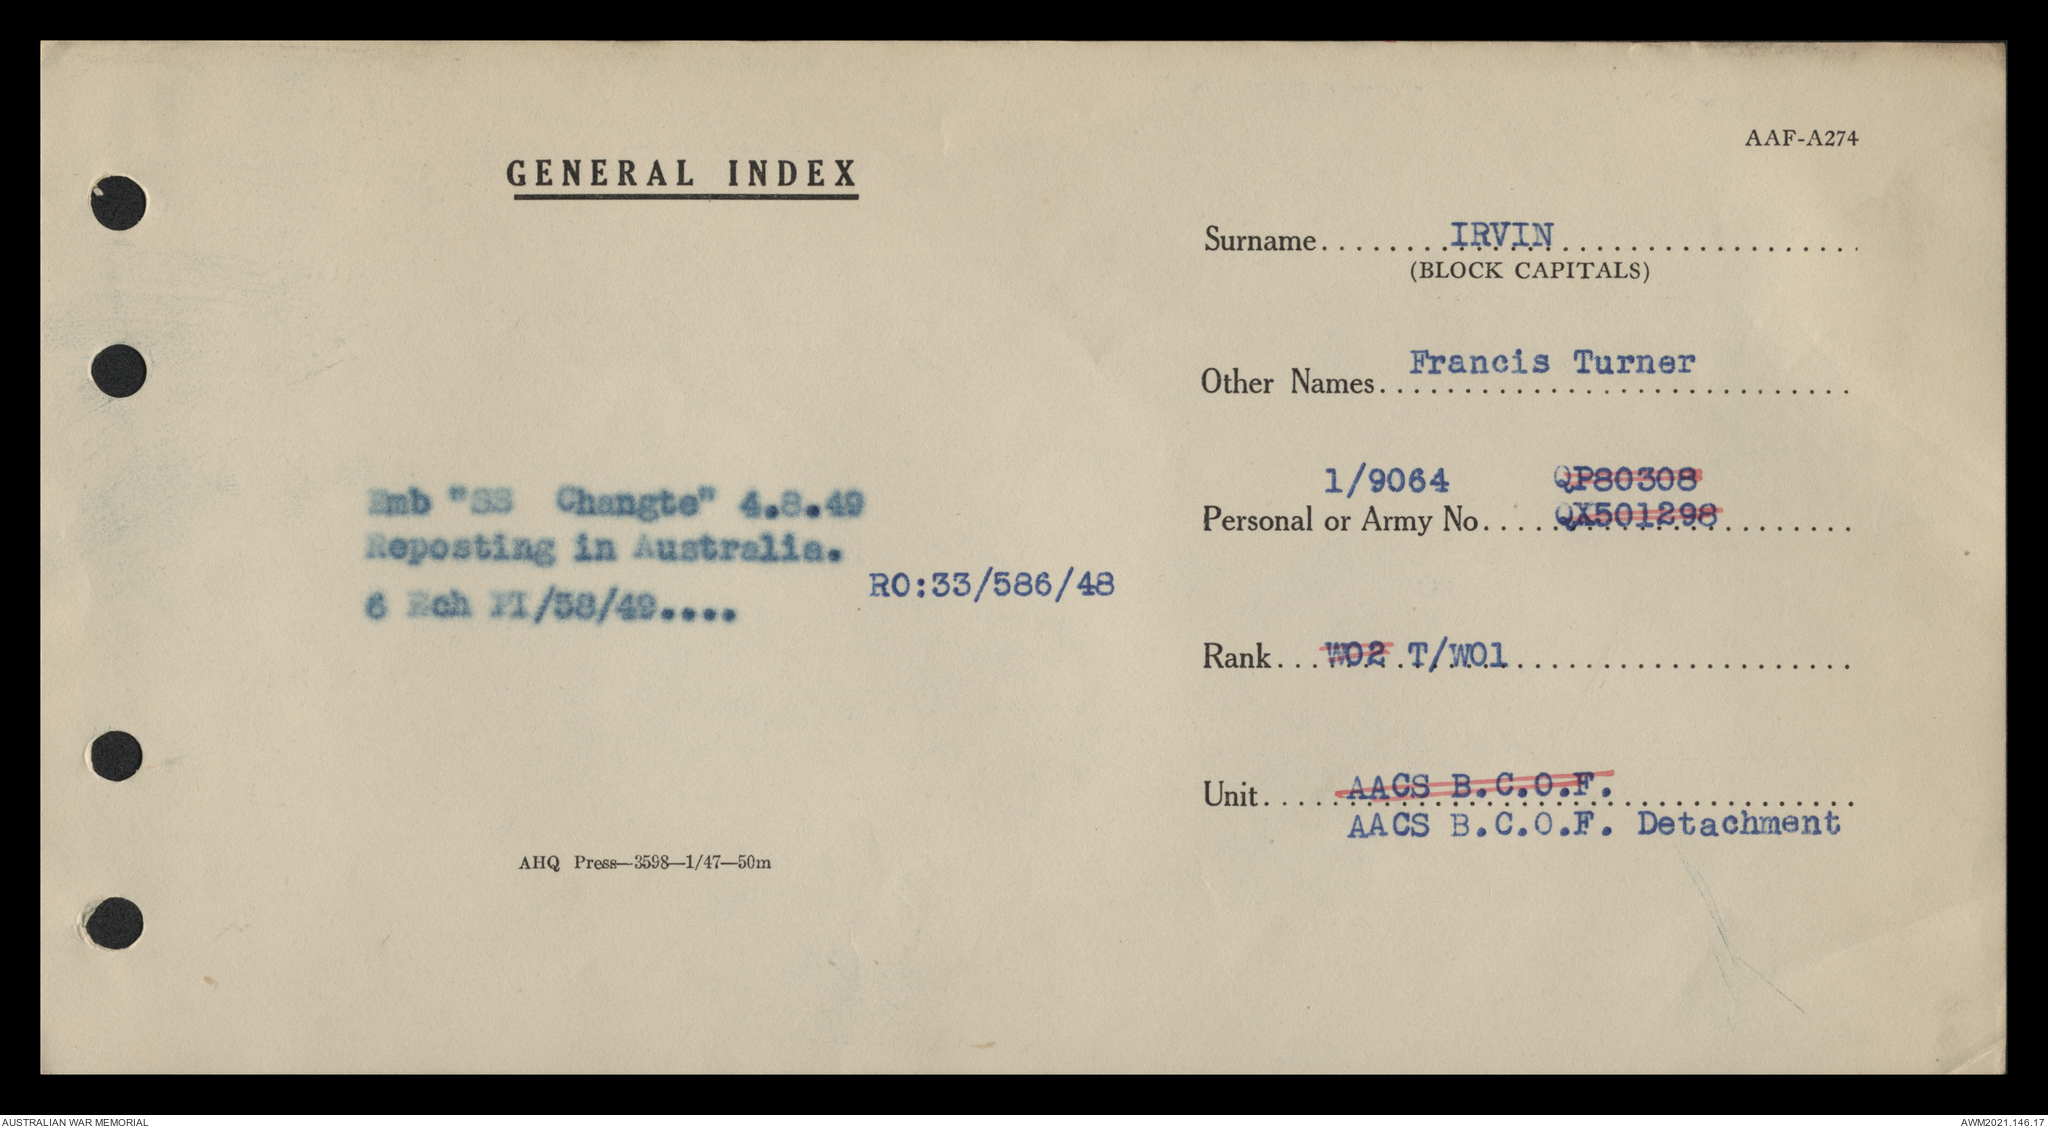 AAF-A274
GENERAL INDEX
Surname........IRVIN..................
(BLOCK CAPITALS)
Other Names....Francis Turner............
1/9064 QP80308
Personal or Army No.....QX501298........
Emb "SS Changte" 4.8.49
Reposting in Australia.
6 Ech PI/58/49....
RO:33/586/48
Rank...WO2 T/WO1..................
Unit.....AACS B.C.O.F...............
AACS B.C.O.F. Detachment
AHQ Press—3598—1/47—50m
AUSTRALIAN WAR MEMORIAL
AWM2021.146.17